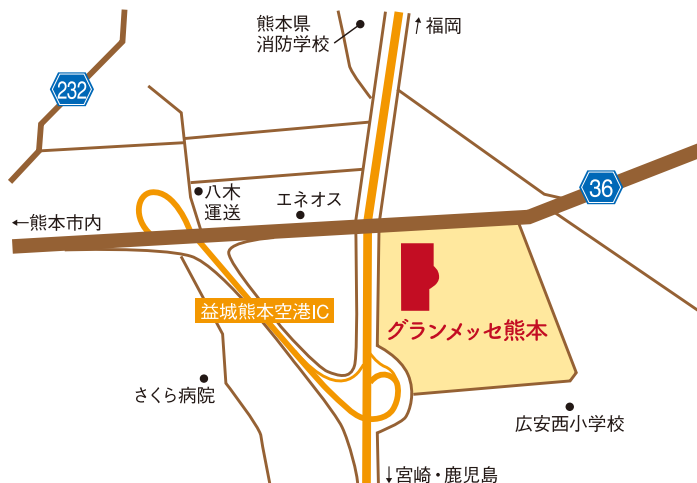 熊本県
消防学校
↑福岡
232
36
八木
運送
エネオス
←熊本市内
益城熊本空港IC
グランメッセ熊本
さくら病院
広安西小学校
↓宮崎・鹿児島